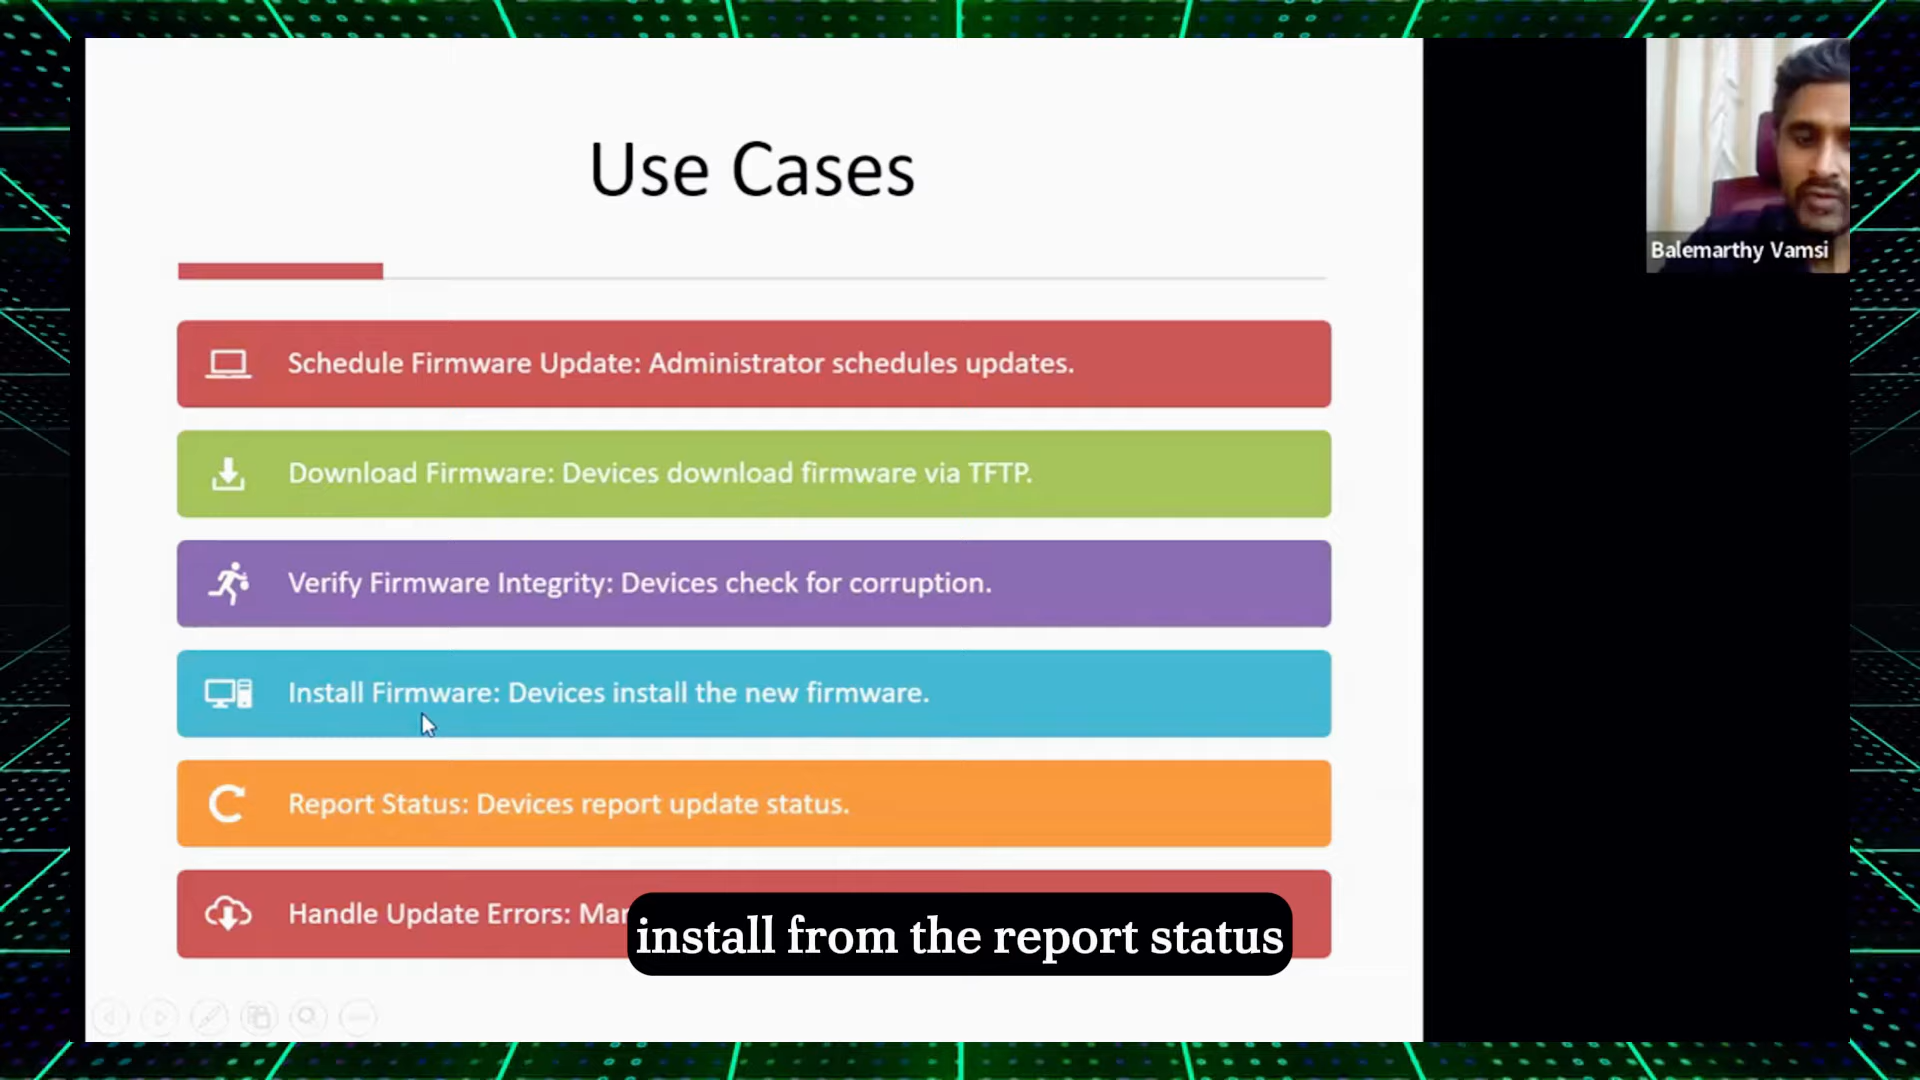 Use Cases
Balemarthy Vamsi
Schedule Firmware Update: Administrator schedules updates.
Download Firmware: Devices download firmware via TFTP.
Verify Firmware Integrity: Devices check for corruption.
Install Firmware: Devices install the new firmware.
Report Status: Devices report update status.
Handle Update Errors:
install from the report status